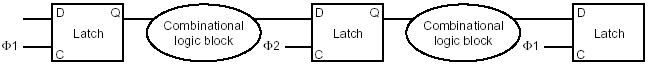 D Q
Latch
Φ1
C
Combinational
logic block
D Q
Latch
Φ2
C
Combinational
logic block
D
Latch
Φ1
C